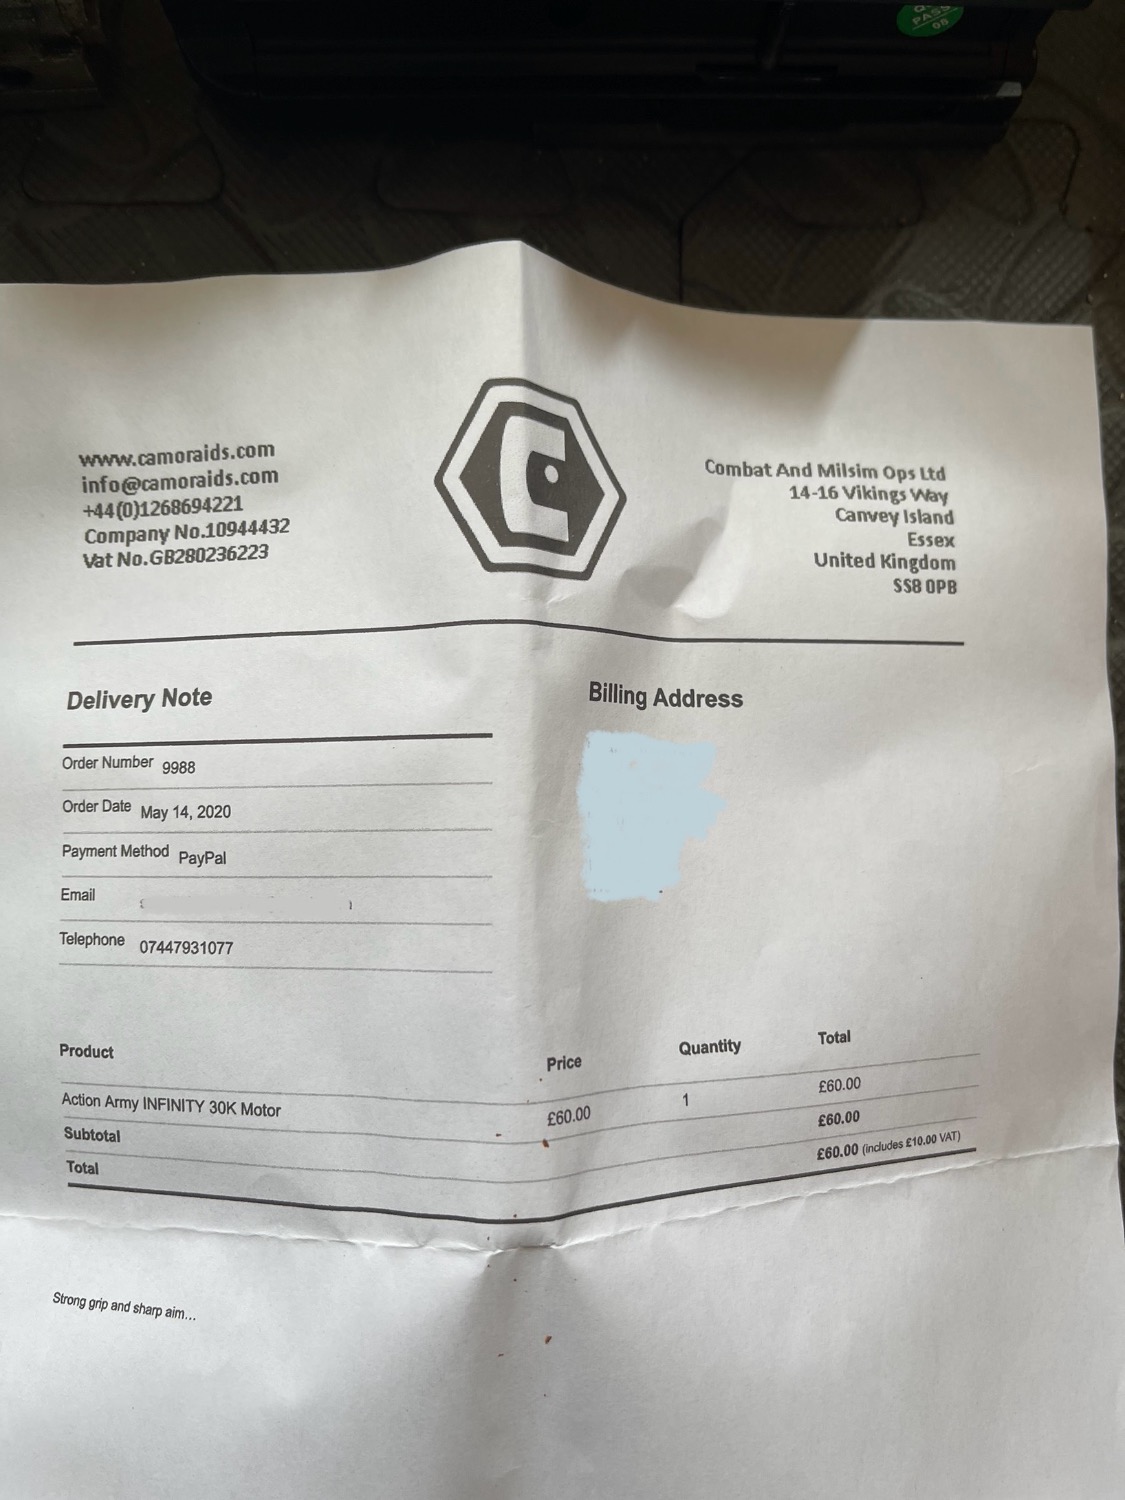 PASS
05
www.camoraids.com
info@camoraids.com
+44(0)1268694221
Company No.10944432
Vat No.GB280236223
Combat And Milsim Ops Ltd
14-16 Vikings Way
Canvey Island
Essex
United Kingdom
SS8 0PB
Delivery Note
Order Number 9988
Order Date May 14, 2020
Payment Method PayPal
Email
Telephone 07447931077
Billing Address
Product Price Quantity Total
Action Army INFINITY 30K Motor £60.00 1 £60.00
Subtotal £60.00
Total £60.00 (includes £10.00 VAT)
Strong grip and sharp aim...